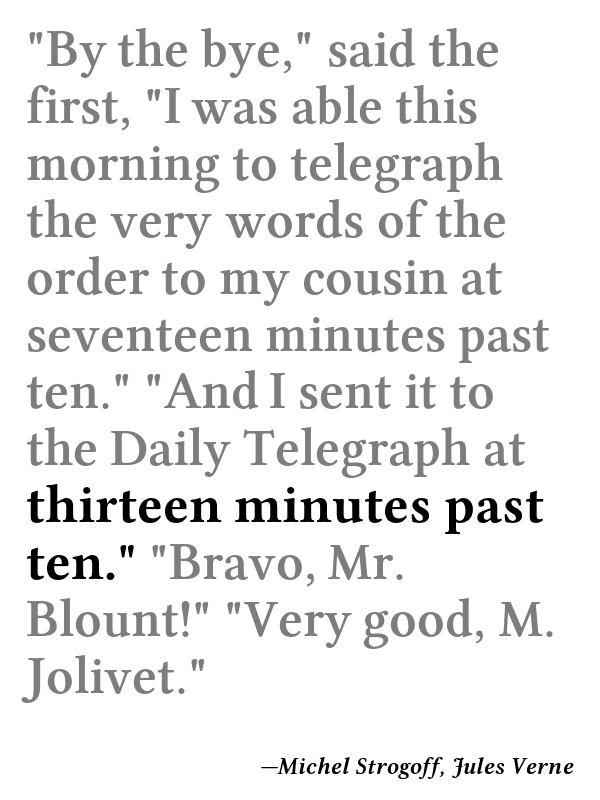 "By the bye," said the
first, "I was able this
morning to telegraph
the very words of the
order to my cousin at
seventeen minutes past
ten." "And I sent it to
the Daily Telegraph at
thirteen minutes past
ten." "Bravo, Mr.
Blount!" "Very good, M.
Jolivet."
—Michel Strogoff, Jules Verne